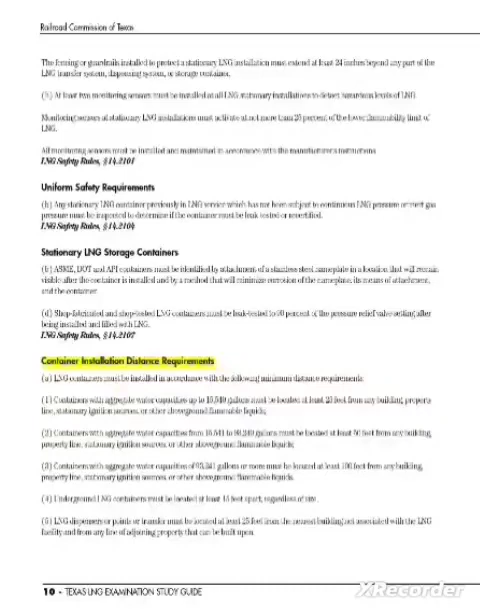 Railroad Commission of Texas
The fencing or guardrails installed to protect a stationary LNG installation must extend at least 24 inches beyond any part of the
LNG transfer system, dispensing system, or storage container.
(h) At least two monitoring sensors must be installed at all LNG stationary installations to detect hazardous levels of LNG.
Monitoring sensors at stationary LNG installations must activate at not more than 25 percent of the lower flammability limit of
LNG.
All monitoring sensors must be installed and maintained in accordance with the manufacturer's instructions.
LNG Safety Rules, §14.2101
Uniform Safety Requirements
(h) Any stationary LNG container previously in LNG service which has not been subject to continuous LNG pressure or inert gas
pressure must be inspected to determine if the container must be leak-tested or recertified.
LNG Safety Rules, §14.2104
Stationary LNG Storage Containers
(b) ASME, DOT and API containers must be identified by attachment of a stainless steel nameplate in a location that will remain
visible after the container is installed and by a method that will minimize corrosion of the nameplate, its means of attachment,
and the container.
(d) Shop-fabricated and shop-tested LNG containers must be leak-tested to 90 percent of the pressure relief valve setting after
being installed and filled with LNG.
LNG Safety Rules, §14.2107
Container Installation Distance Requirements
(a) LNG containers must be installed in accordance with the following minimum distance requirements:
(1) Containers with aggregate water capacities up to 15,540 gallons must be located at least 25 feet from any building, property
line, stationary ignition sources, or other aboveground flammable liquids;
(2) Containers with aggregate water capacities from 15,541 to 93,240 gallons must be located at least 50 feet from any building,
property line, stationary ignition sources, or other aboveground flammable liquids;
(3) Containers with aggregate water capacities of 93,241 gallons or more must be located at least 100 feet from any building,
property line, stationary ignition sources, or other aboveground flammable liquids.
(4) Underground LNG containers must be located at least 15 feet apart, regardless of size.
(5) LNG dispensers or points or transfer must be located at least 25 feet from the nearest building not associated with the LNG
facility and from any line of adjoining property that can be built upon.
10 - TEXAS LNG EXAMINATION STUDY GUIDE
XRecorder